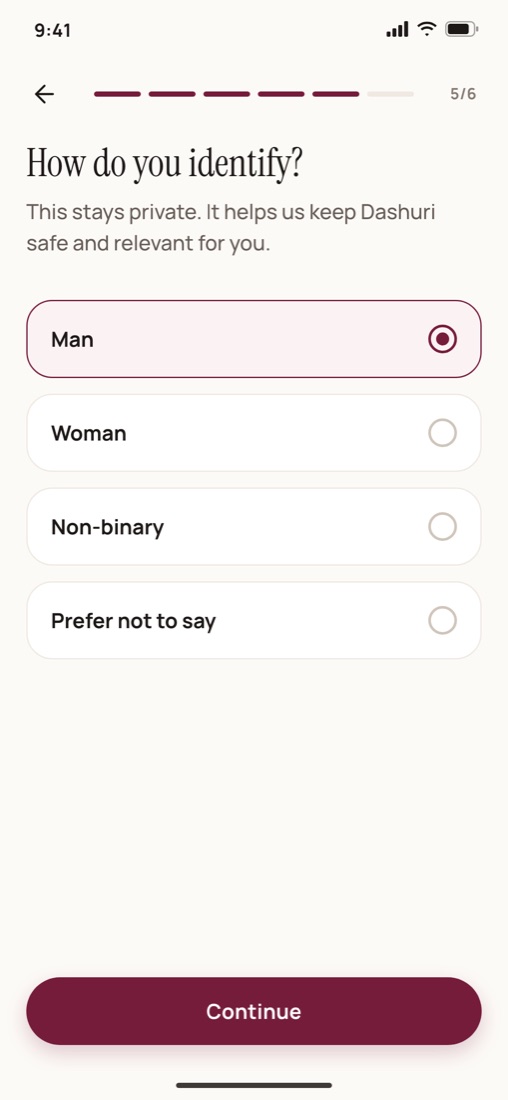 9:41
5/6
How do you identify?
This stays private. It helps us keep Dashuri
safe and relevant for you.
Man
Woman
Non-binary
Prefer not to say
Continue